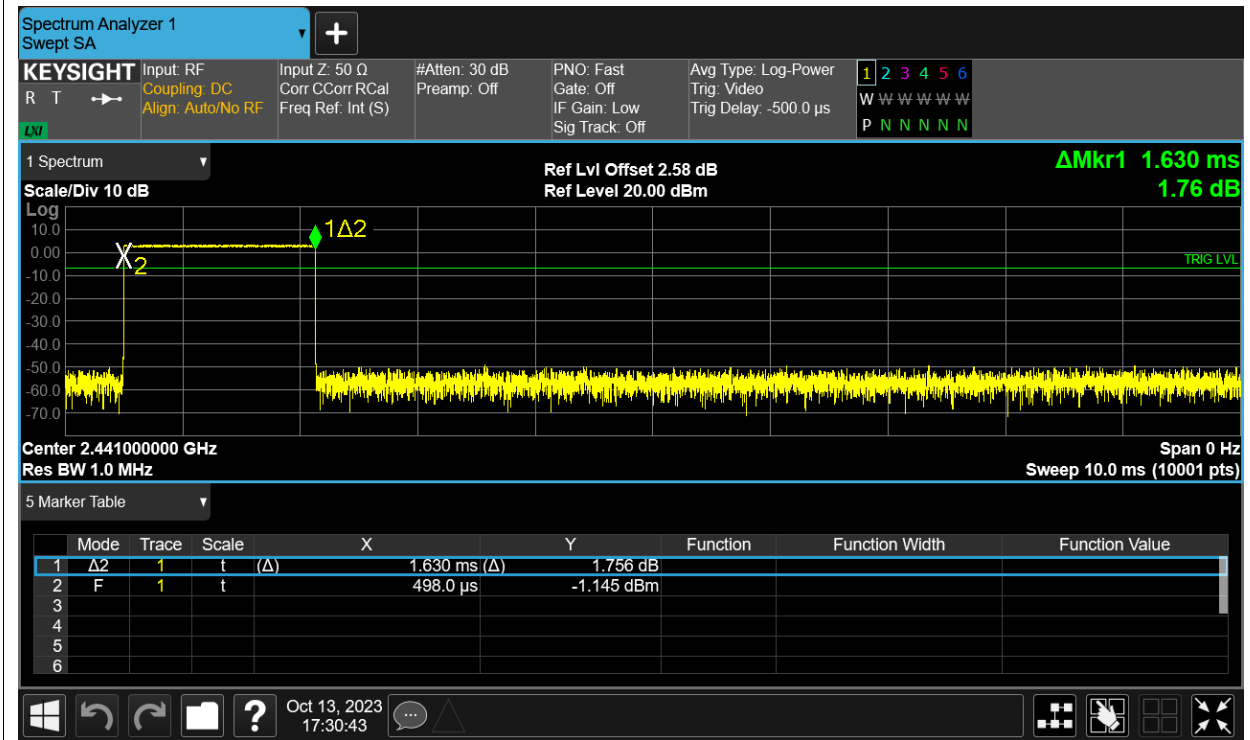 Spectrum Analyzer 1
Swept SA
+
KEYSIGHT Input: RF Input Z: 50 Ω #Atten: 30 dB PNO: Fast Avg Type: Log-Power 1 2 3 4 5 6
R T Coupling: DC Corr CCorr RCal Preamp: Off Gate: Off Trig: Video W W W W W W
Align: Auto/No RF Freq Ref: Int (S) IF Gain: Low Trig Delay: -500.0 µs
LXI Sig Track: Off P N N N N N
1 Spectrum Ref Lvl Offset 2.58 dB ΔMkr1 1.630 ms
Scale/Div 10 dB Ref Level 20.00 dBm 1.76 dB
Log
10.0 1Δ2
0.00 2 TRIG LVL
-10.0
-20.0
-30.0
-40.0
-50.0
-60.0
-70.0
Center 2.441000000 GHz Span 0 Hz
Res BW 1.0 MHz Sweep 10.0 ms (10001 pts)
5 Marker Table
Mode Trace Scale X Y Function Function Width Function Value
1 Δ2 1 t (Δ) 1.630 ms (Δ) 1.756 dB
2 F 1 t 498.0 µs -1.145 dBm
3
4
5
6
? Oct 13, 2023
17:30:43